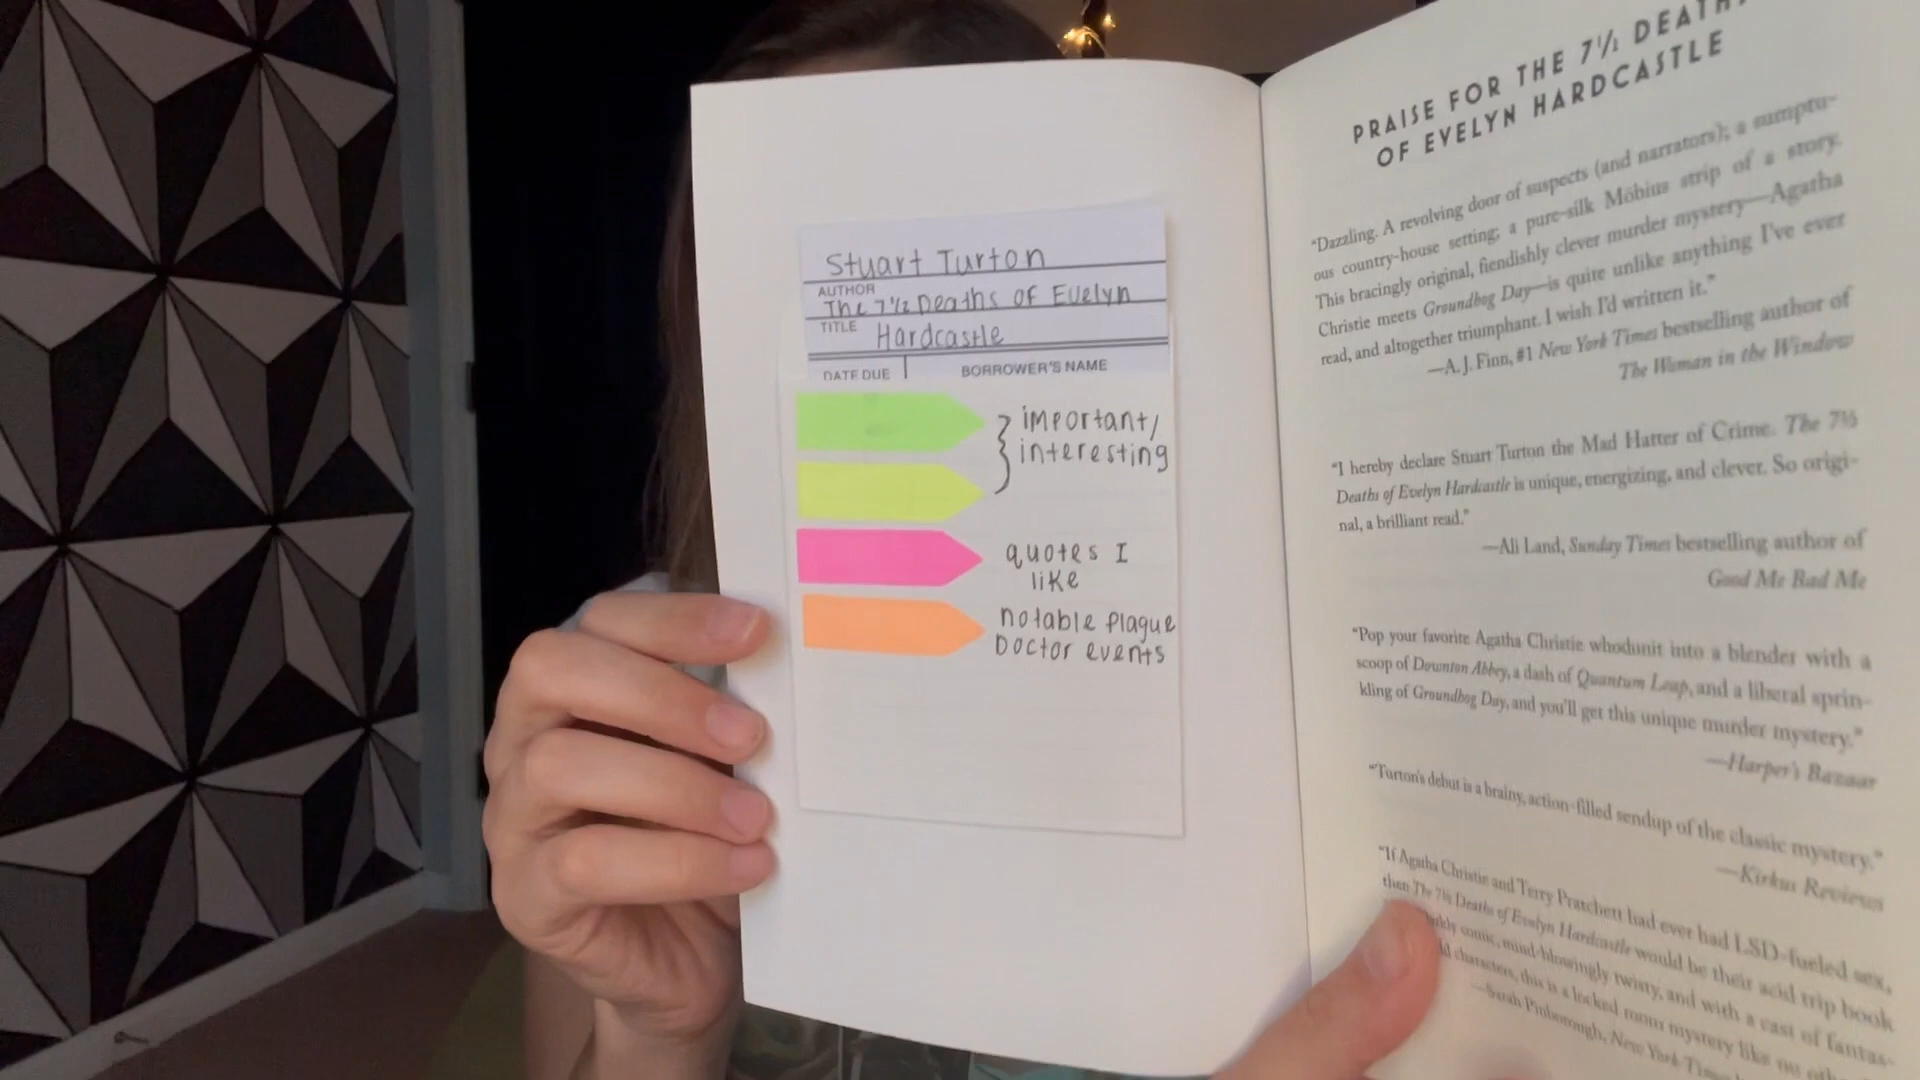 Stuart Turton
AUTHOR
The 7 1/2 Deaths of Evelyn
TITLE Hardcastle
DATE DUE BORROWER'S NAME
important/
interesting
quotes I
like
notable plague
Doctor events
PRAISE FOR THE 7½ DEATHS
OF EVELYN HARDCASTLE
"Dazzling. A revolving door of suspects (and narrators); a sumptu-
ous country-house setting; a pure-silk Möbius strip of a story.
This bracingly original, fiendishly clever murder mystery—Agatha
Christie meets Groundhog Day—is quite unlike anything I've ever
read, and altogether triumphant. I wish I'd written it."
—A. J. Finn, #1 New York Times bestselling author of
The Woman in the Window
"I hereby declare Stuart Turton the Mad Hatter of Crime. The 7½
Deaths of Evelyn Hardcastle is unique, energizing, and clever. So origi-
nal, a brilliant read."
—Ali Land, Sunday Times bestselling author of
Good Me Bad Me
"Pop your favorite Agatha Christie whodunit into a blender with a
scoop of Downton Abbey, a dash of Quantum Leap, and a liberal sprin-
kling of Groundhog Day, and you'll get this unique murder mystery."
—Harper's Bazaar
"Turton's debut is a brainy, action-filled sendup of the classic mystery."
—Kirkus Reviews
"If Agatha Christie and Terry Pratchett had ever had LSD-fueled sex,
then The 7½ Deaths of Evelyn Hardcastle would be their acid trip book
comic, mind-blowingly twisty, and with a cast of fantas-
characters, this is a locked room mystery like no
—Sarah Pinborough, New York